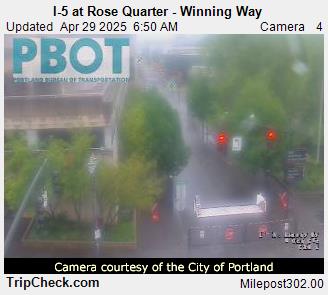 I-5 at Rose Quarter - Winning Way
Updated Apr 29 2025 6:50 AM Camera 4
PBOT
PORTLAND BUREAU OF TRANSPORTATION
Camera courtesy of the City of Portland
TripCheck.com Milepost302.00